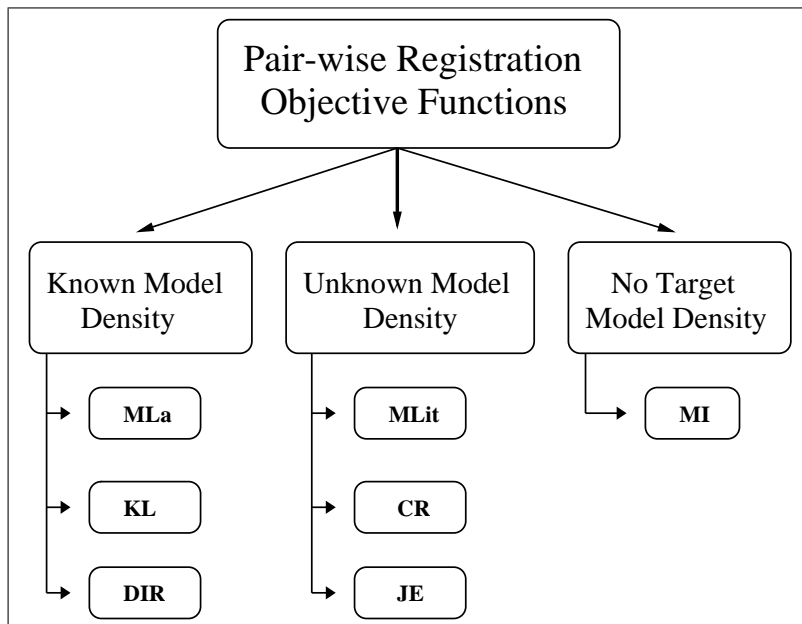 Pair-wise Registration
Objective Functions
Known Model
Density
Unknown Model
Density
No Target
Model Density
MLa
MLit
MI
KL
CR
DIR
JE